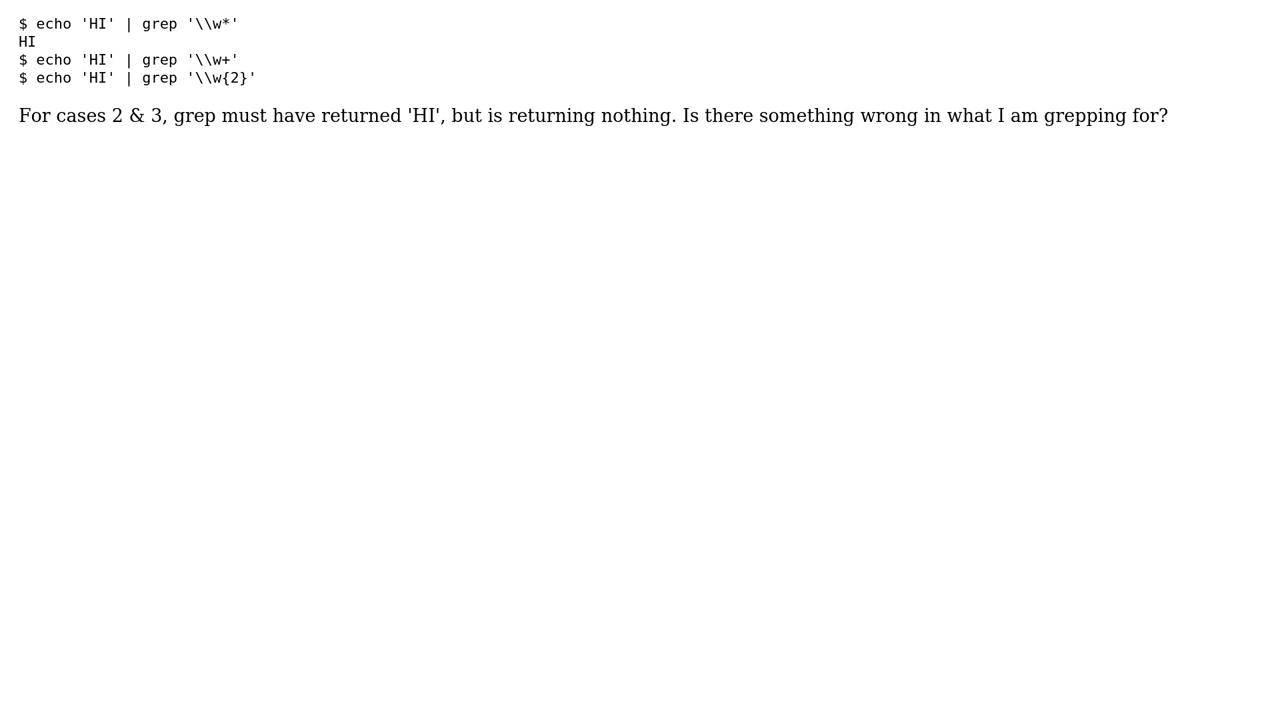 $ echo 'HI' | grep '\\w*'
HI
$ echo 'HI' | grep '\\w+'
$ echo 'HI' | grep '\\w{2}'
For cases 2 & 3, grep must have returned 'HI', but is returning nothing. Is there something wrong in what I am grepping for?